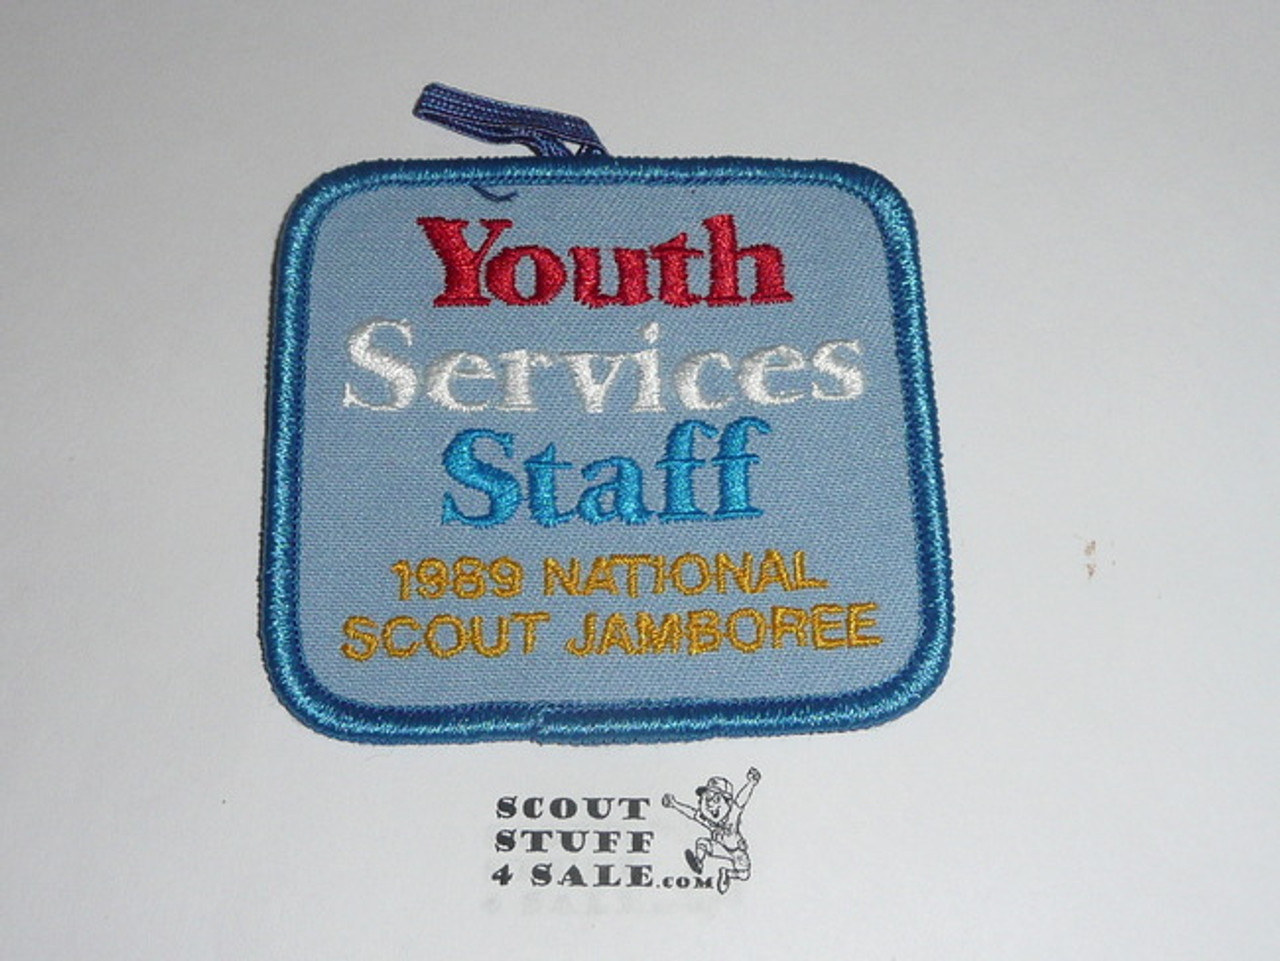 Youth
Services
Staff
1989 NATIONAL
SCOUT JAMBOREE
SCOUT
STUFF
4 SALE.COM